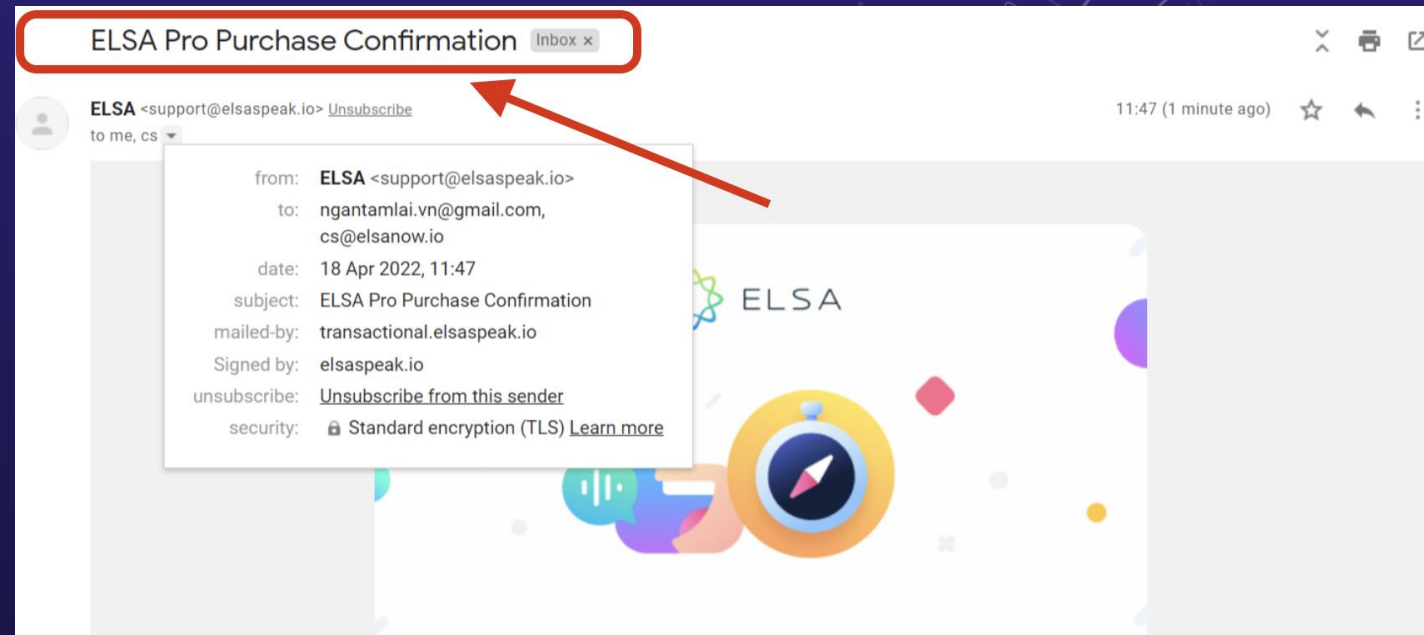 ELSA Pro Purchase Confirmation Inbox ×
ELSA <support@elsaspeak.io> Unsubscribe 11:47 (1 minute ago)
to me, cs
from: ELSA <support@elsaspeak.io>
to: ngantamlai.vn@gmail.com,
cs@elsanow.io
date: 18 Apr 2022, 11:47
subject: ELSA Pro Purchase Confirmation
mailed-by: transactional.elsaspeak.io
Signed by: elsaspeak.io
unsubscribe: Unsubscribe from this sender
security: Standard encryption (TLS) Learn more
ELSA